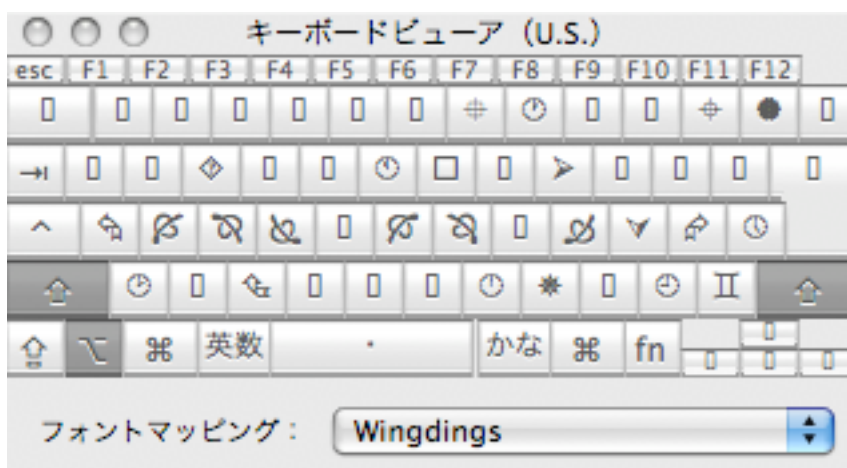 キーボードビューア (U.S.)
esc F1 F2 F3 F4 F5 F6 F7 F8 F9 F10 F11 F12
英数 かな fn
フォントマッピング: Wingdings